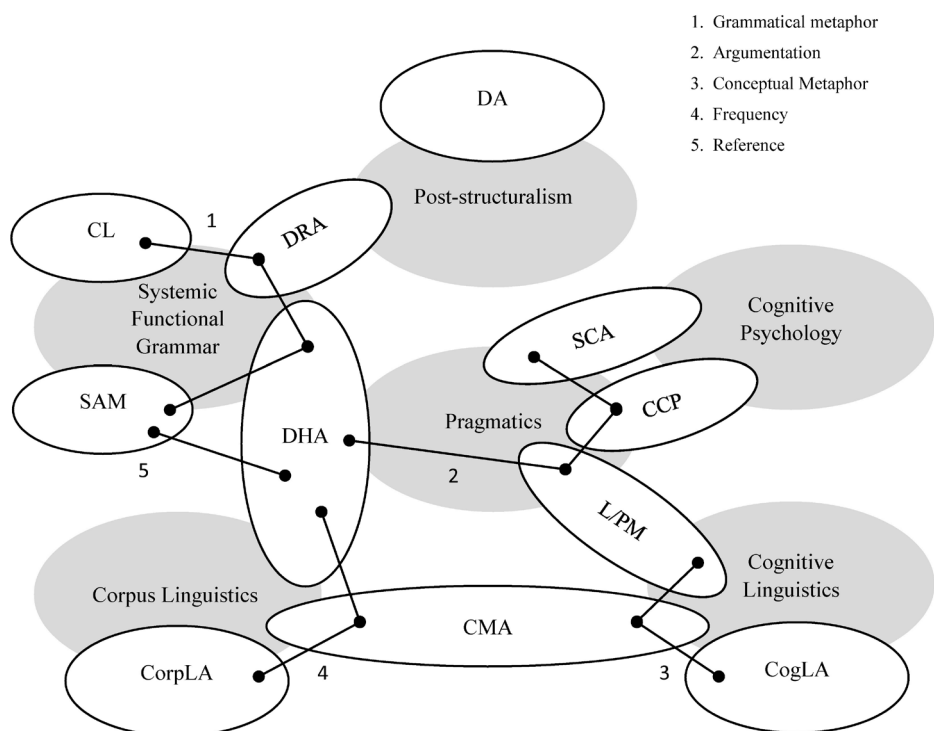 1. Grammatical metaphor
2. Argumentation
3. Conceptual Metaphor
4. Frequency
5. Reference
DA
Post-structuralism
1
CL
DRA
Systemic
Functional
Grammar
Cognitive
Psychology
SCA
SAM
CCP
Pragmatics
DHA
5
2
L/PM
Corpus Linguistics
Cognitive
Linguistics
CMA
CorpLA
4
3
CogLA